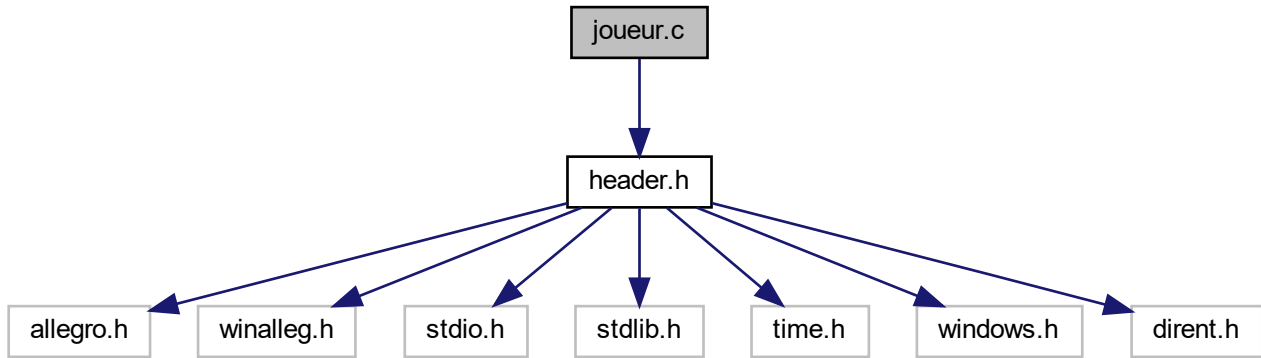 joueur.c
header.h
allegro.h
winalleg.h
stdio.h
stdlib.h
time.h
windows.h
dirent.h